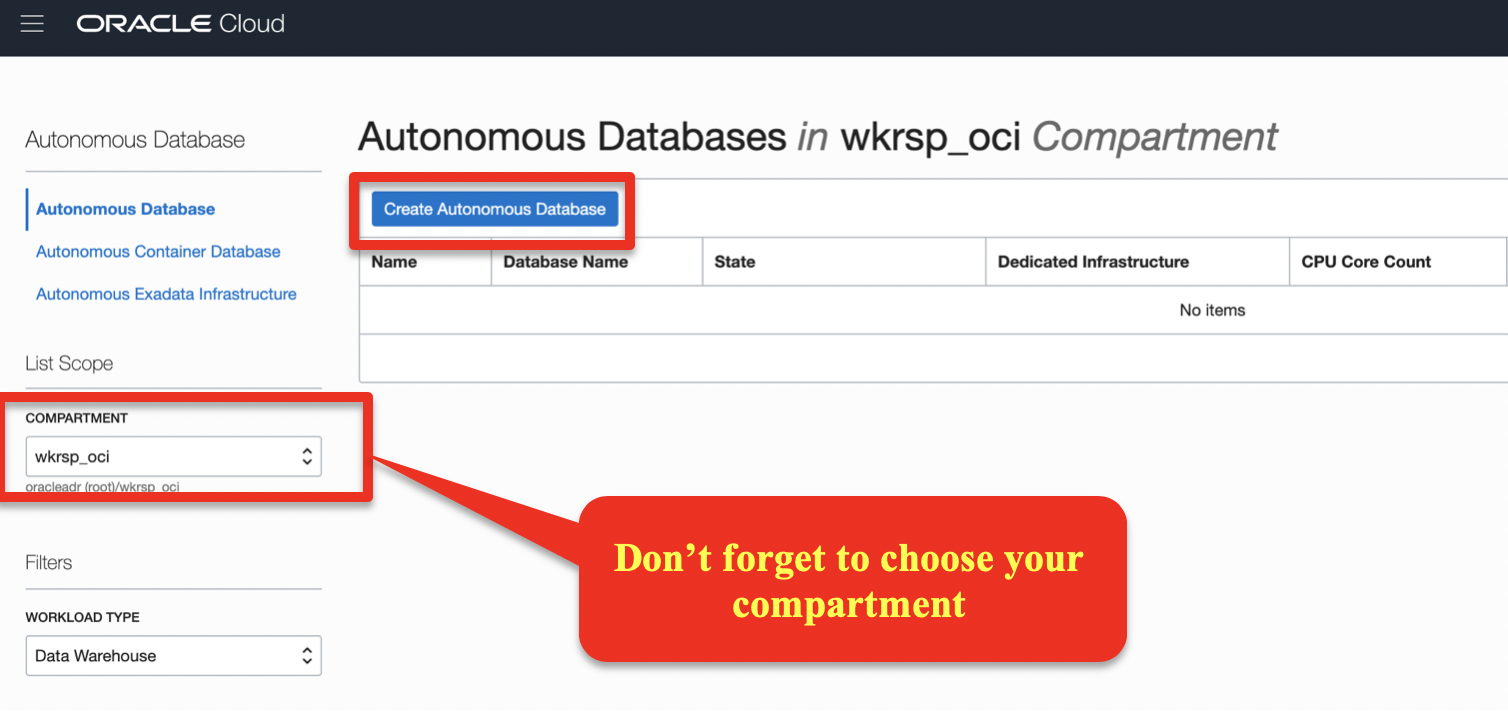 ORACLE Cloud
Autonomous Database
Autonomous Database
Autonomous Container Database
Autonomous Exadata Infrastructure
List Scope
COMPARTMENT
wkrsp_oci
oracleadr (root)/wkrsp_oci
Filters
WORKLOAD TYPE
Data Warehouse
Autonomous Databases in wkrsp_oci Compartment
Create Autonomous Database
Name Database Name State Dedicated Infrastructure CPU Core Count
No items
Don’t forget to choose your
compartment